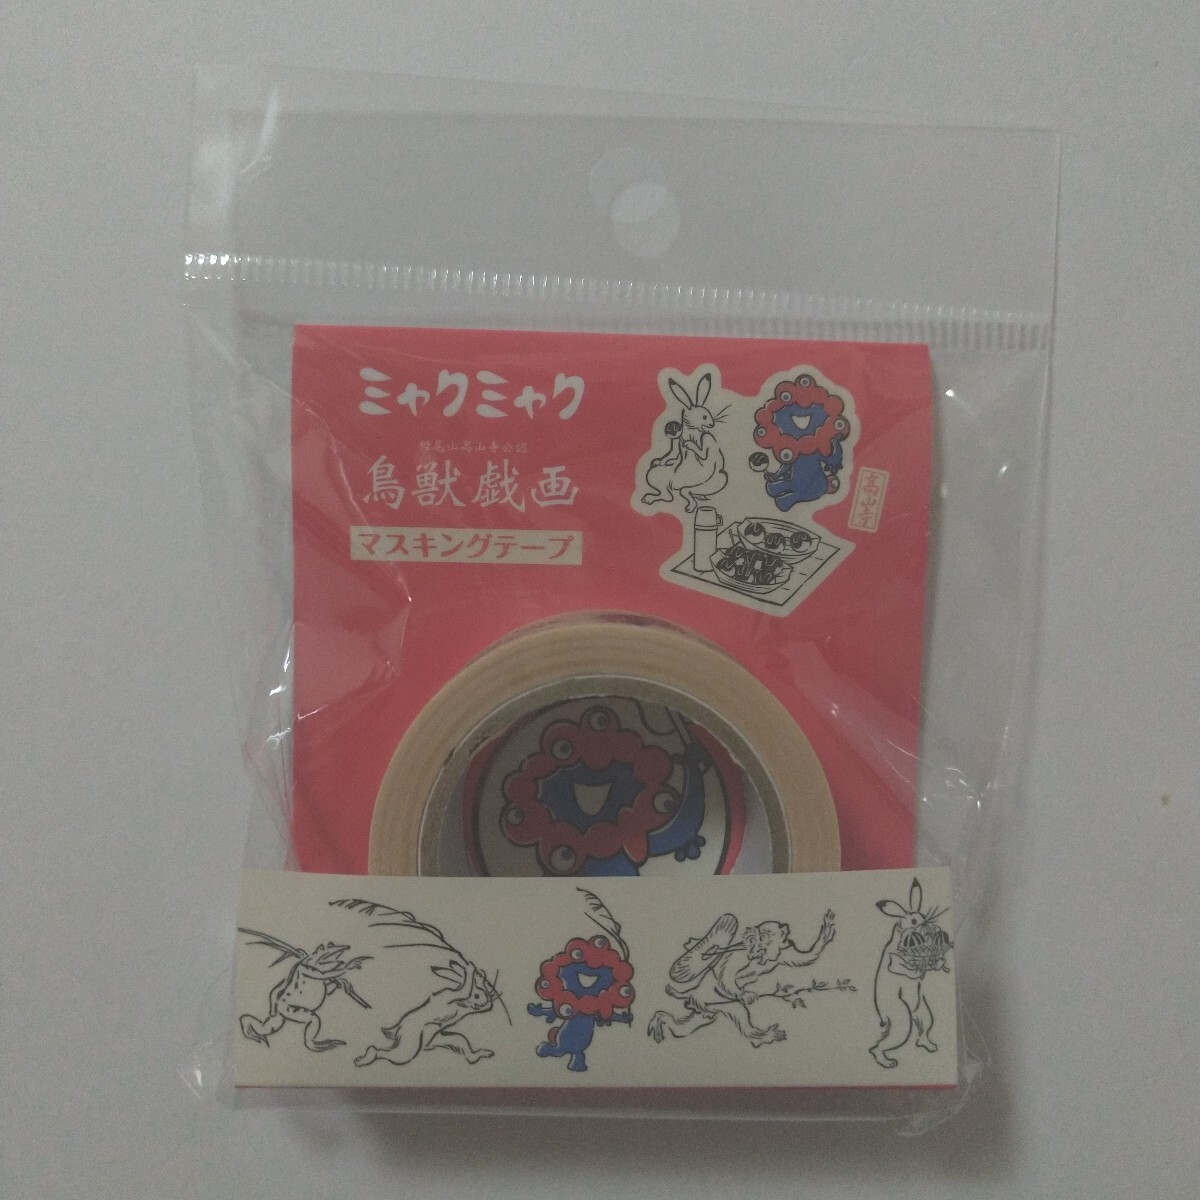 ミャクミャク
栂尾山高山寺公認
鳥獣戯画
マスキングテープ
高山寺